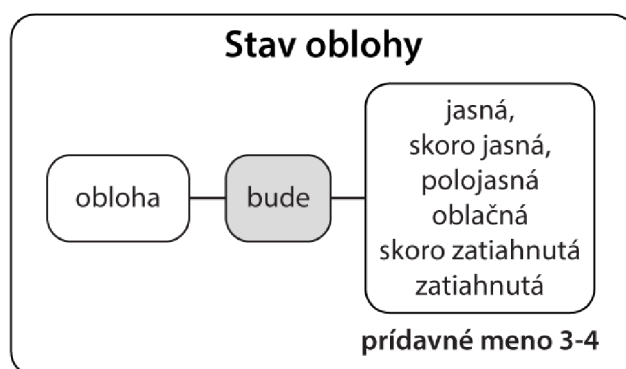 Stav oblohy
obloha
bude
jasná,
skoro jasná,
polojasná
oblačná
skoro zatiahnutá
zatiahnutá
prídavné meno 3-4